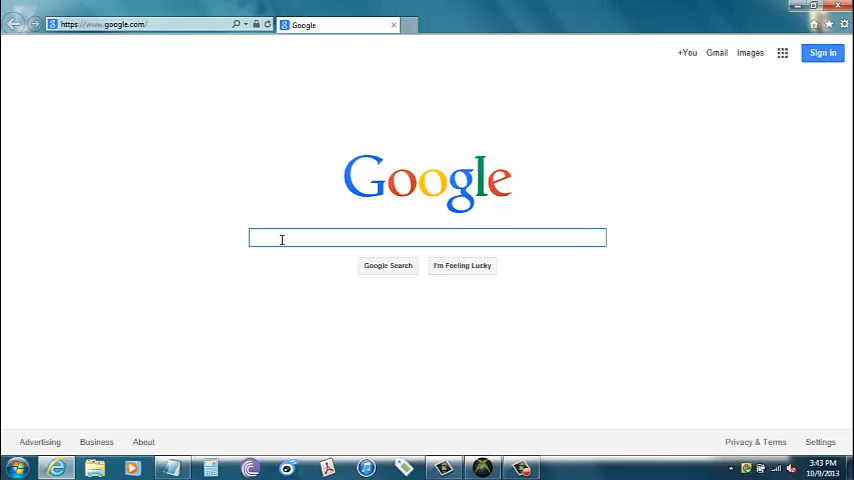 https://www.google.com/
Google
+You Gmail Images Sign in
Google
Google Search I'm Feeling Lucky
Advertising Business About Privacy & Terms Settings
3:43 PM
10/9/2013